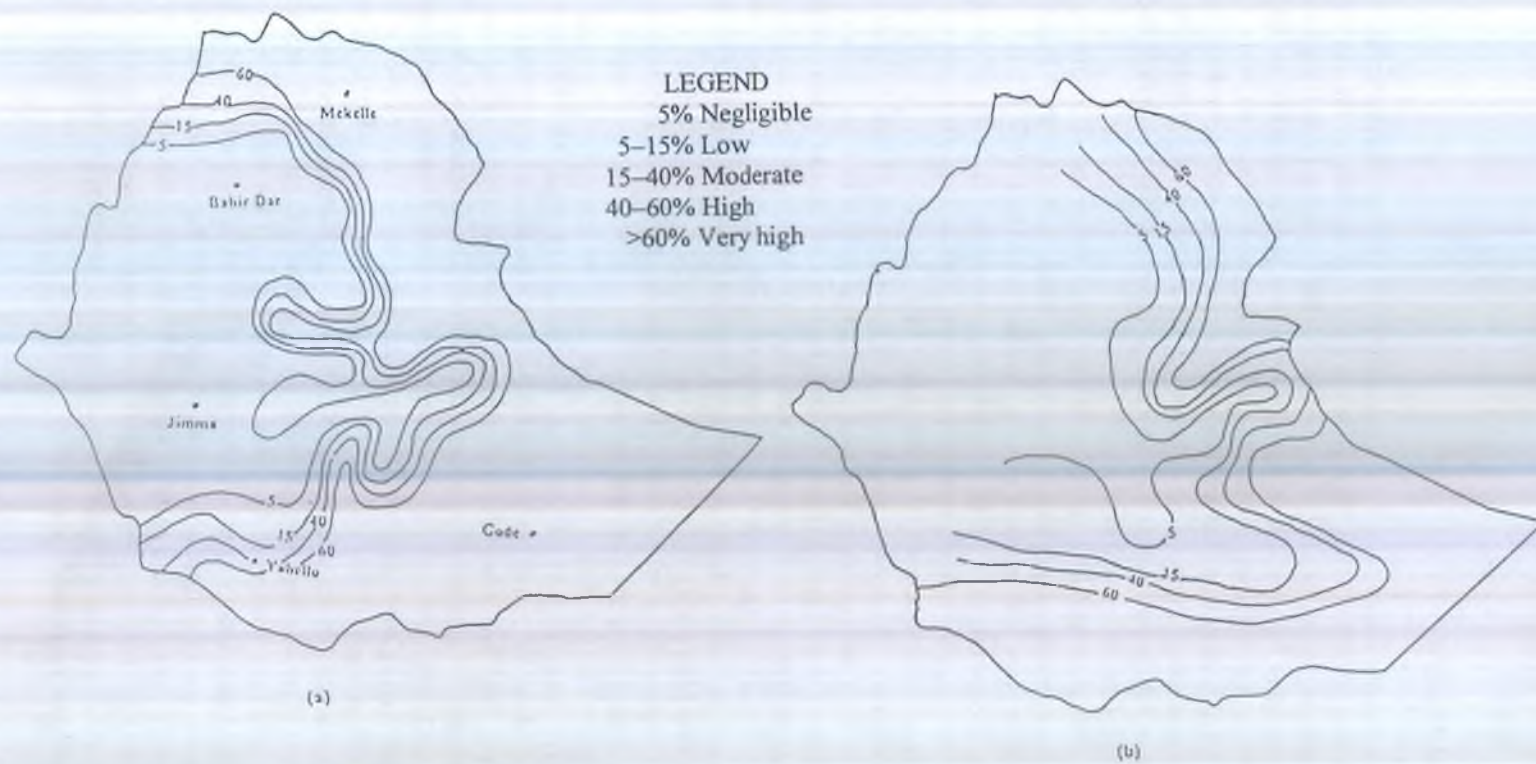 60
40
15
5
Mekelle
Bahir Dar
Jimma
5
15
40
60
Yabello
Gode
(a)
LEGEND
5% Negligible
5–15% Low
15–40% Moderate
40–60% High
>60% Very high
60
40
15
5
15
40
60
(b)